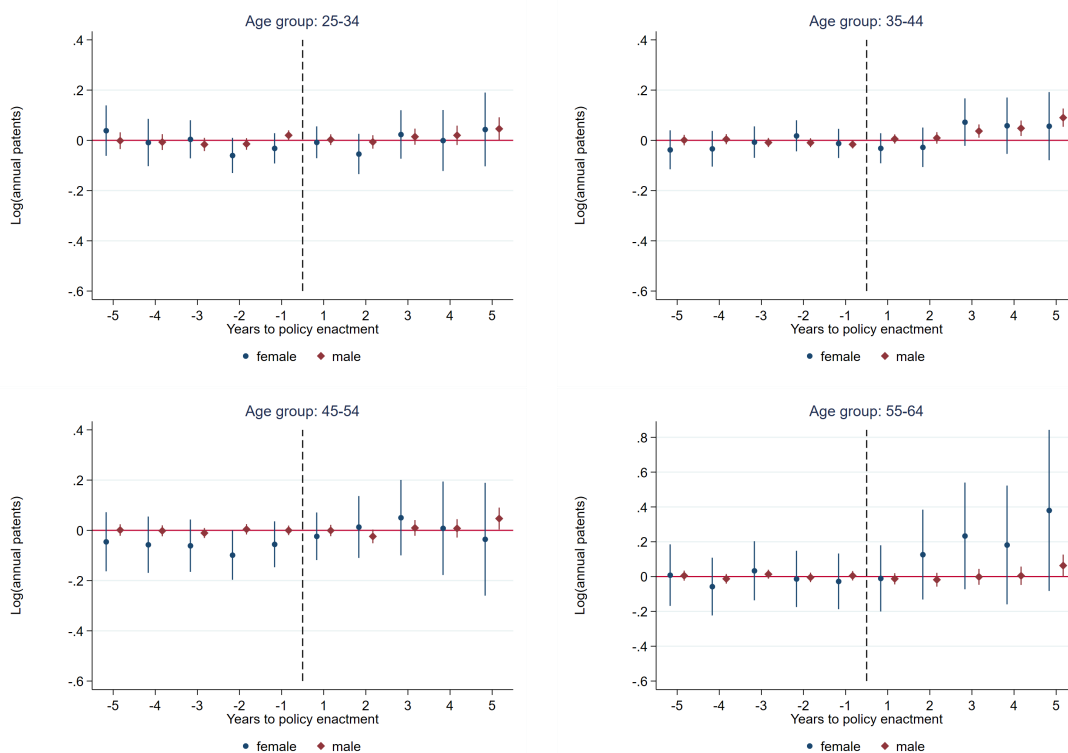 Age group: 25-34
.4
.2
0
-.2
-.4
-.6
Log(annual patents)
-5 -4 -3 -2 -1 1 2 3 4 5
Years to policy enactment
female male
Age group: 35-44
.4
.2
0
-.2
-.4
-.6
Log(annual patents)
-5 -4 -3 -2 -1 1 2 3 4 5
Years to policy enactment
female male
Age group: 45-54
.4
.2
0
-.2
-.4
-.6
Log(annual patents)
-5 -4 -3 -2 -1 1 2 3 4 5
Years to policy enactment
female male
Age group: 55-64
.8
.6
.4
.2
0
-.2
-.4
-.6
Log(annual patents)
-5 -4 -3 -2 -1 1 2 3 4 5
Years to policy enactment
female male